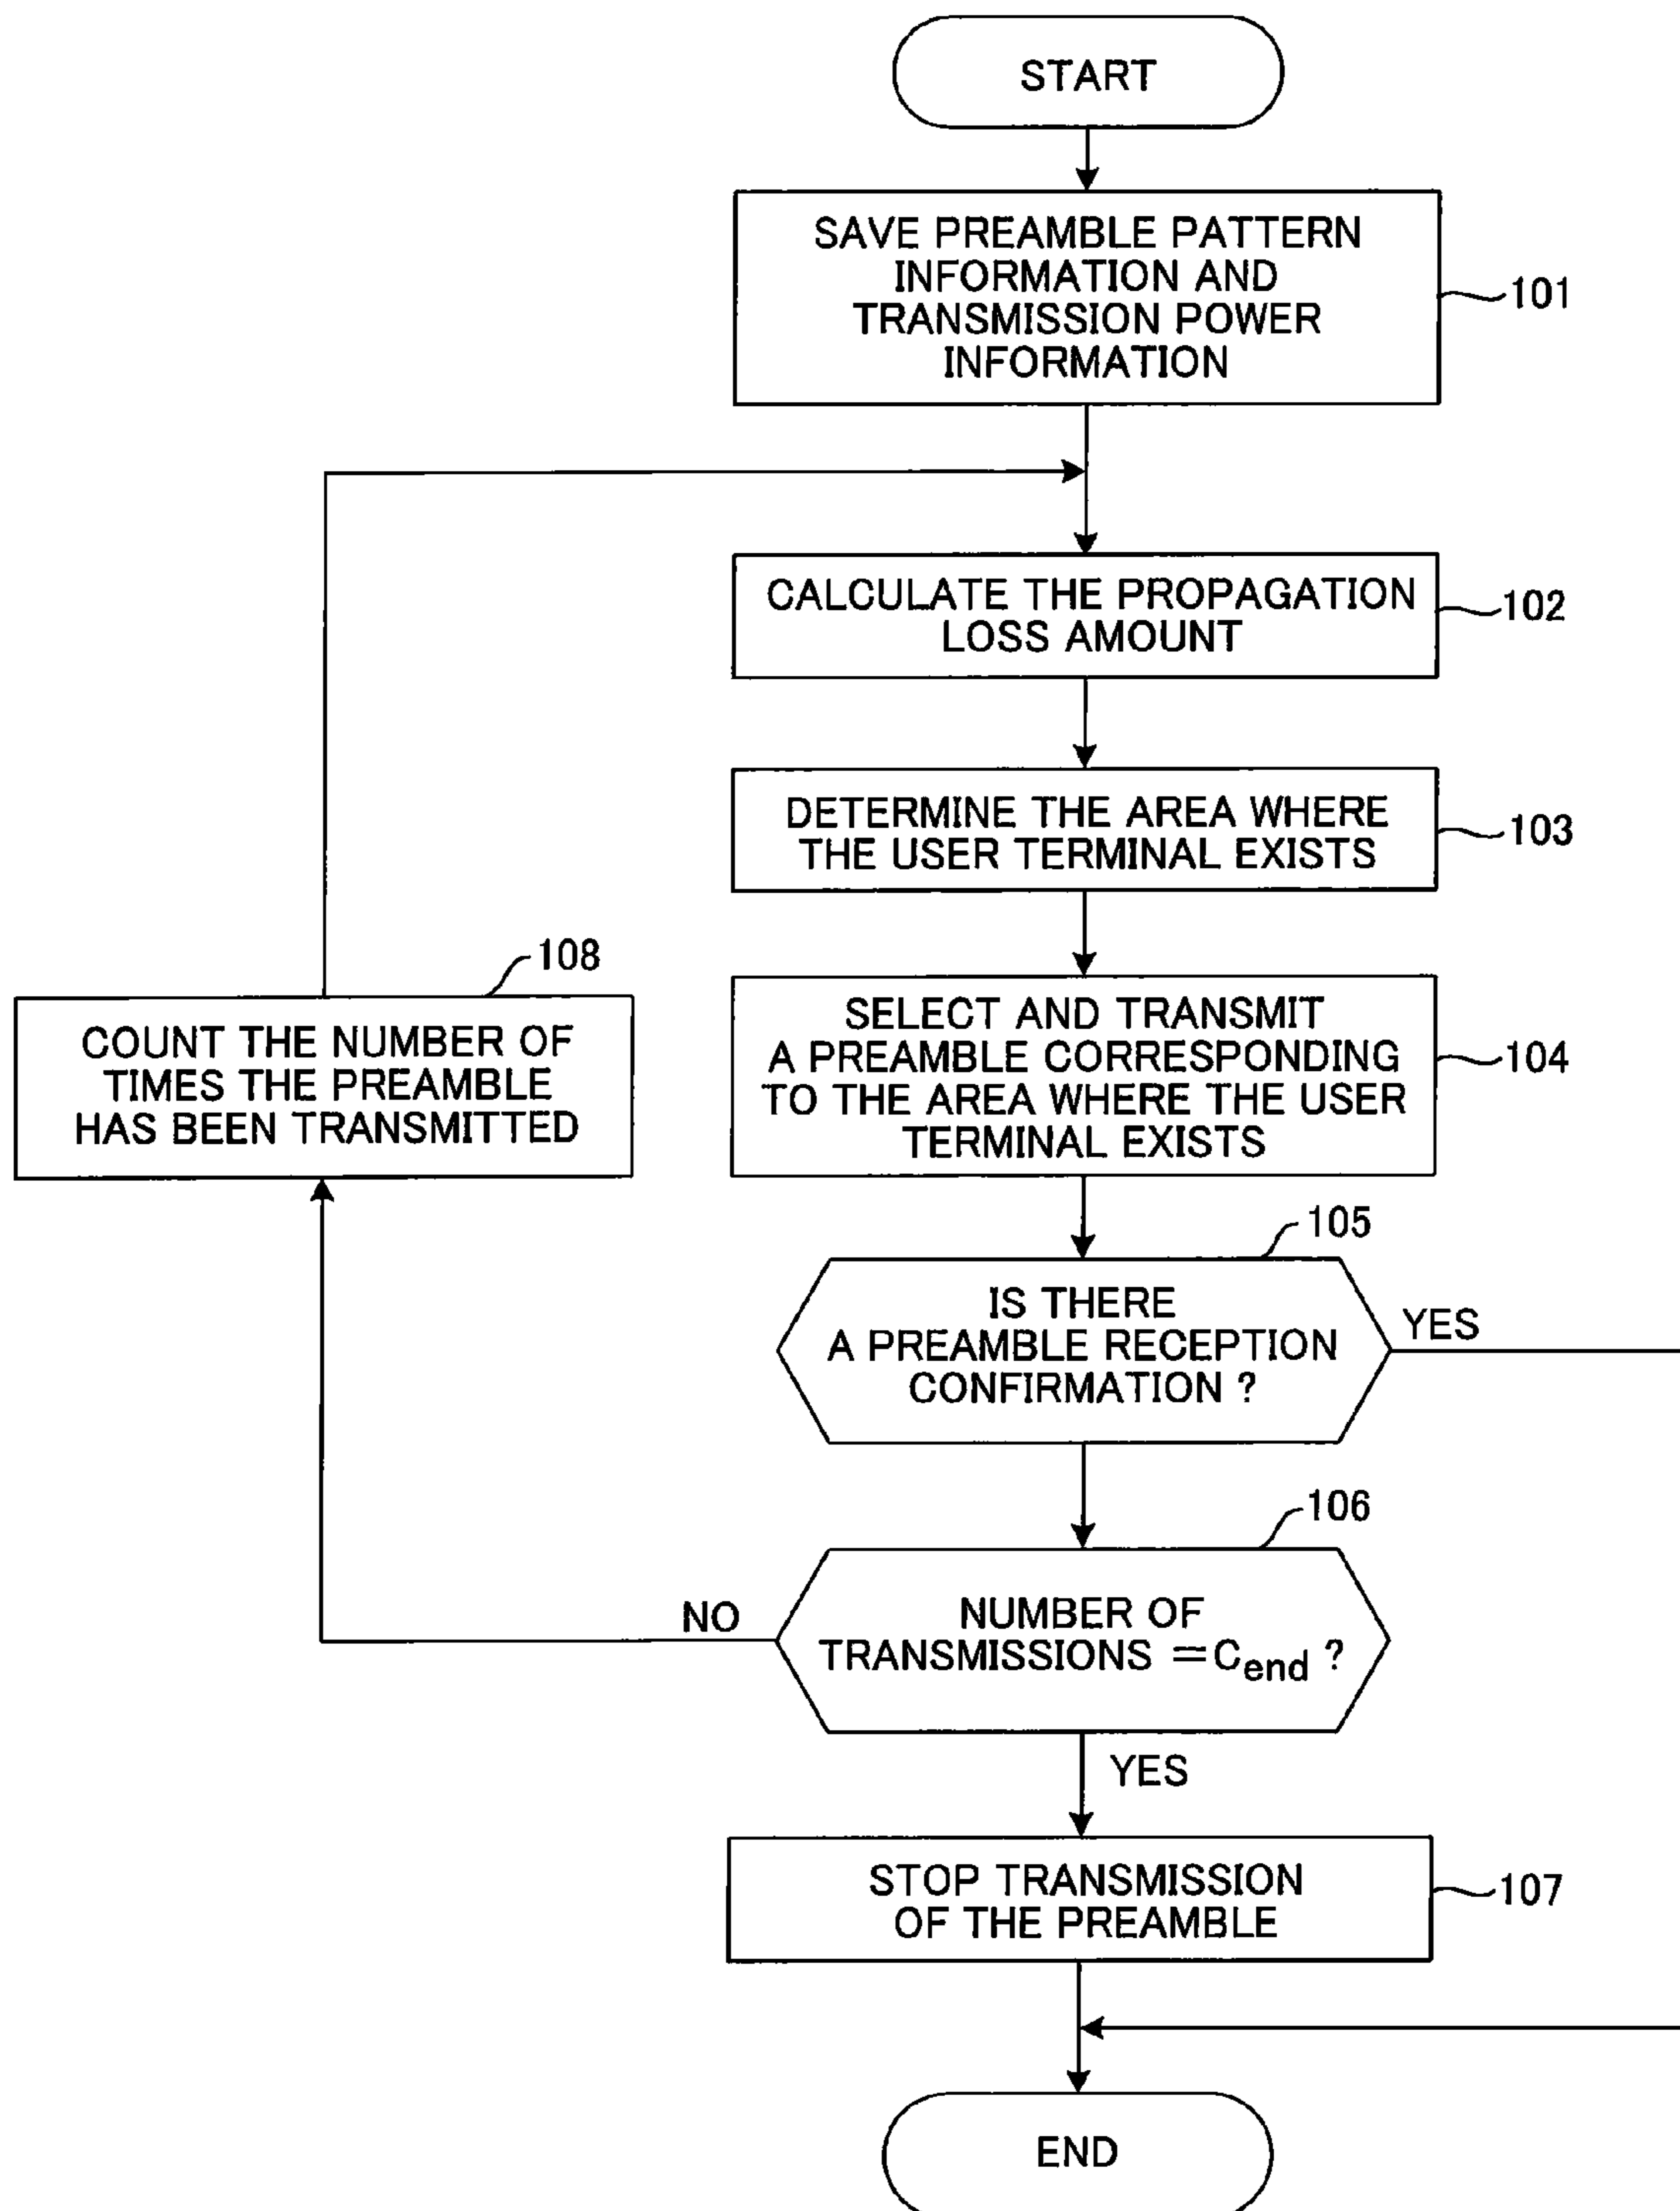 START
SAVE PREAMBLE PATTERN
INFORMATION AND
TRANSMISSION POWER
INFORMATION
101
CALCULATE THE PROPAGATION
LOSS AMOUNT
102
DETERMINE THE AREA WHERE
THE USER TERMINAL EXISTS
103
108
COUNT THE NUMBER OF
TIMES THE PREAMBLE
HAS BEEN TRANSMITTED
SELECT AND TRANSMIT
A PREAMBLE CORRESPONDING
TO THE AREA WHERE THE USER
TERMINAL EXISTS
104
105
IS THERE
A PREAMBLE RECEPTION
CONFIRMATION ?
YES
106
NUMBER OF
TRANSMISSIONS =Cend ?
NO
YES
STOP TRANSMISSION
OF THE PREAMBLE
107
END